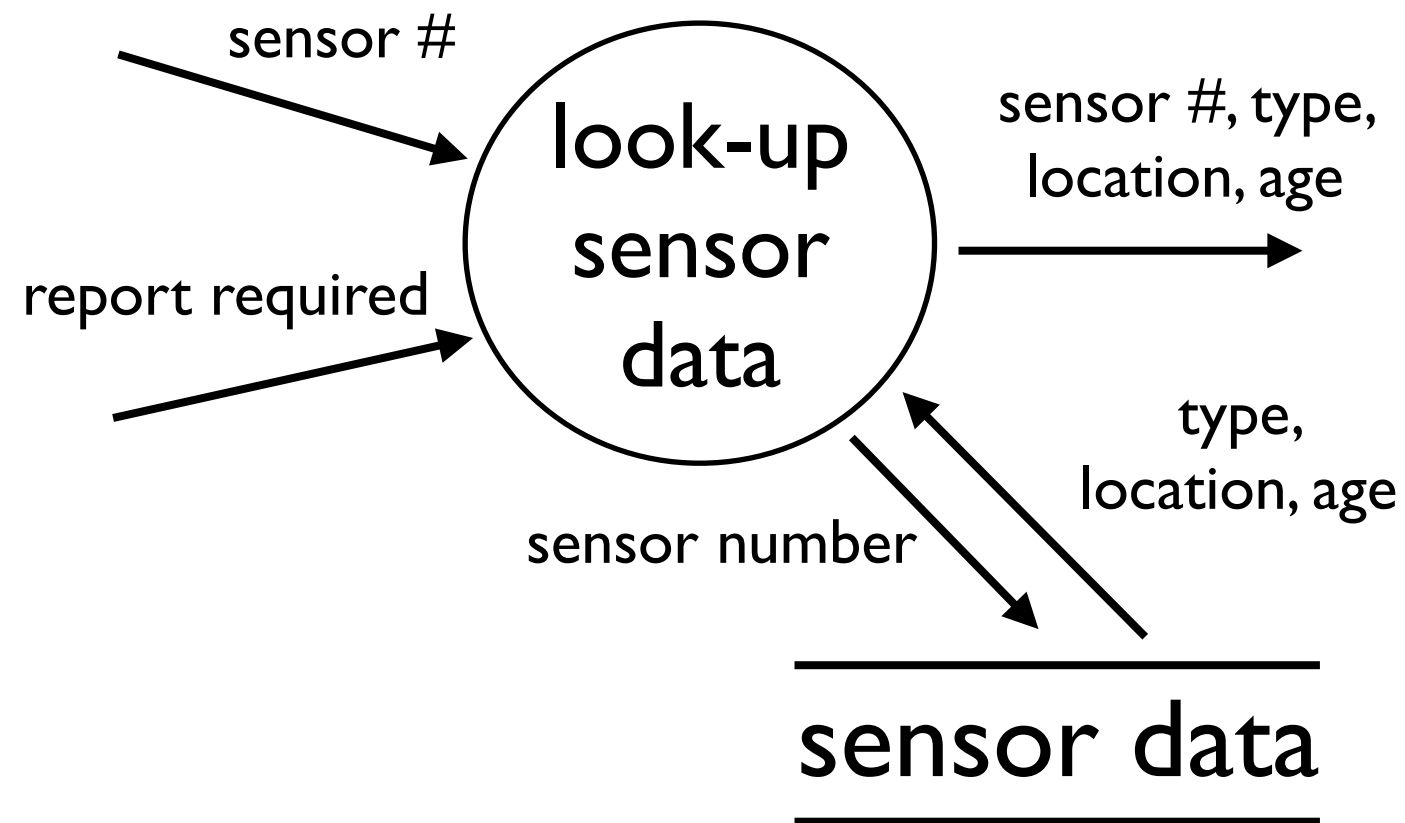 sensor #
look-up
sensor
data
sensor #, type,
location, age
report required
type,
location, age
sensor number
sensor data